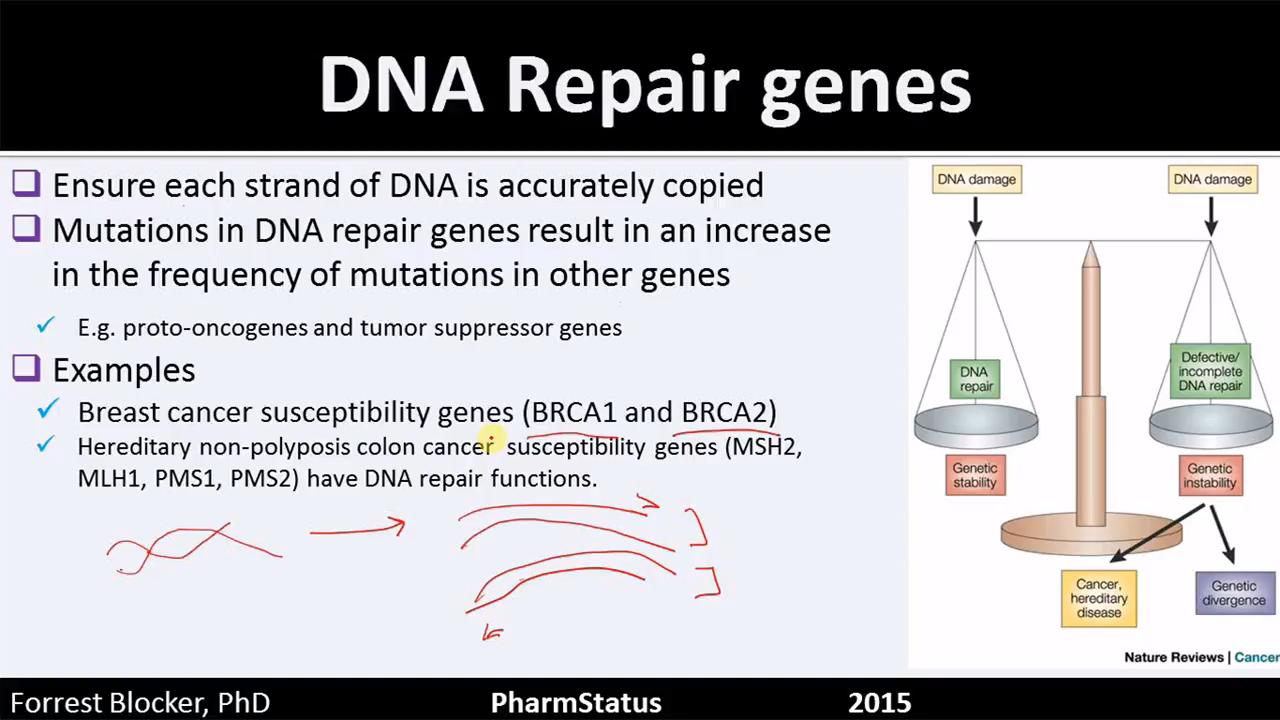 DNA Repair genes
Ensure each strand of DNA is accurately copied
Mutations in DNA repair genes result in an increase
in the frequency of mutations in other genes
E.g. proto-oncogenes and tumor suppressor genes
Examples
Breast cancer susceptibility genes (BRCA1 and BRCA2)
Hereditary non-polyposis colon cancer susceptibility genes (MSH2,
MLH1, PMS1, PMS2) have DNA repair functions.
DNA damage
DNA damage
DNA
repair
Defective/
incomplete
DNA repair
Genetic
stability
Genetic
instability
Cancer,
hereditary
disease
Genetic
divergence
Nature Reviews | Cancer
Forrest Blocker, PhD
PharmStatus
2015